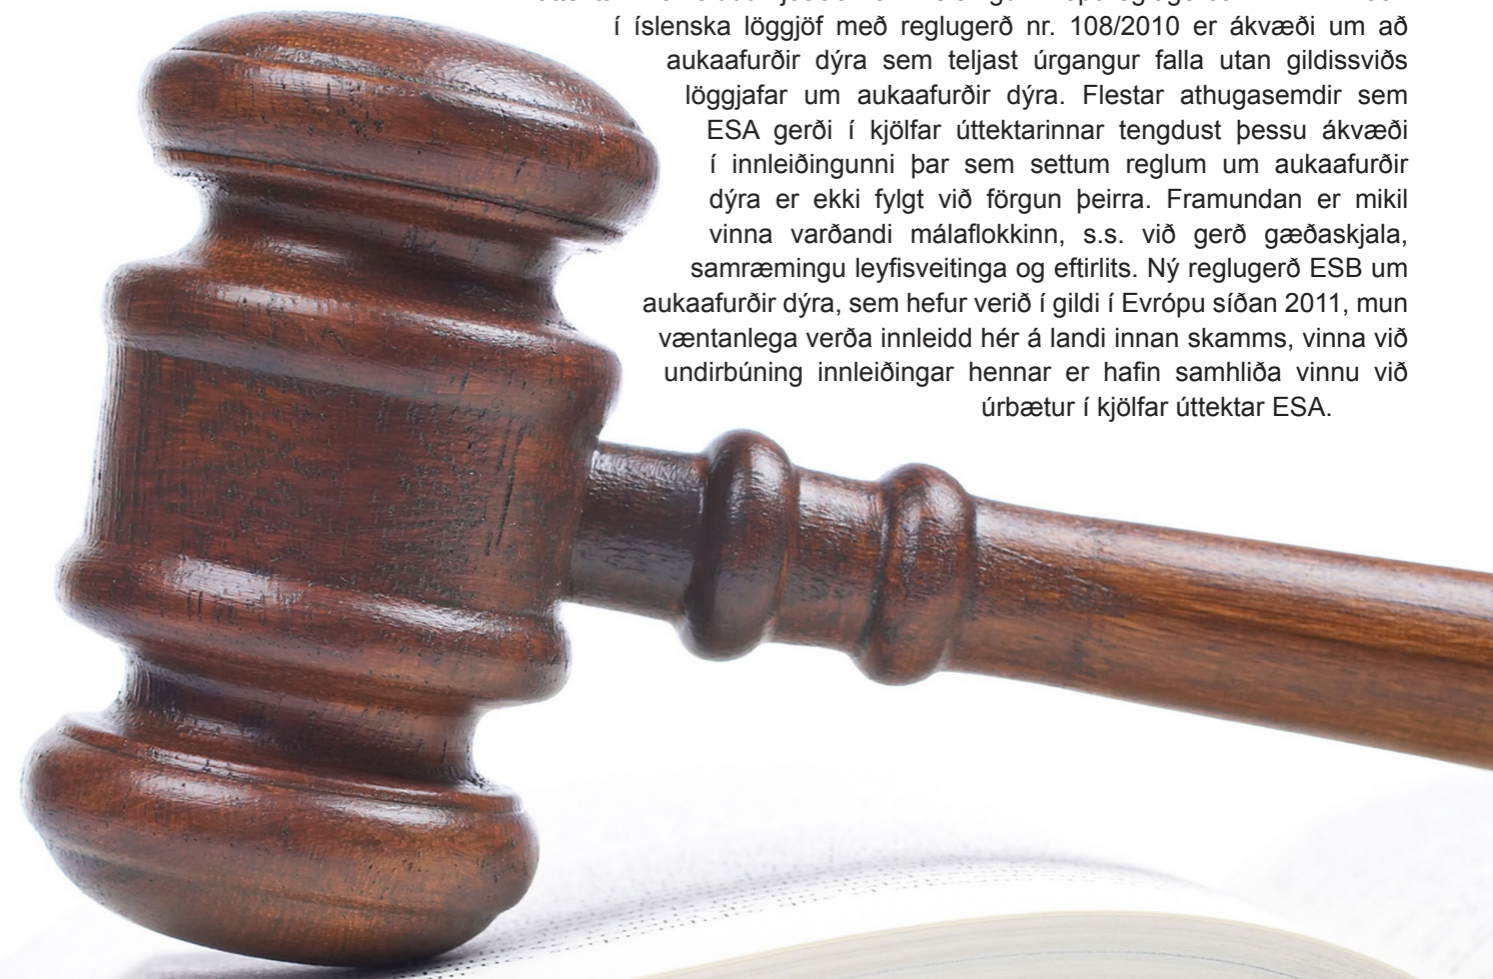 í íslenska löggjöf með reglugerð nr. 108/2010 er ákvæði um að
aukaafurðir dýra sem teljast úrgangur falla utan gildissviðs
löggjafar um aukaafurðir dýra. Flestar athugasemdir sem
ESA gerði í kjölfar úttektarinnar tengdust þessu ákvæði
í innleiðingunni þar sem settum reglum um aukaafurðir
dýra er ekki fylgt við förgun þeirra. Framundan er mikil
vinna varðandi málaflokkinn, s.s. við gerð gæðaskjala,
samræmingu leyfisveitinga og eftirlits. Ný reglugerð ESB um
aukaafurðir dýra, sem hefur verið í gildi í Evrópu síðan 2011, mun
væntanlega verða innleidd hér á landi innan skamms, vinna við
undirbúning innleiðingar hennar er hafin samhliða vinnu við
úrbætur í kjölfar úttektar ESA.